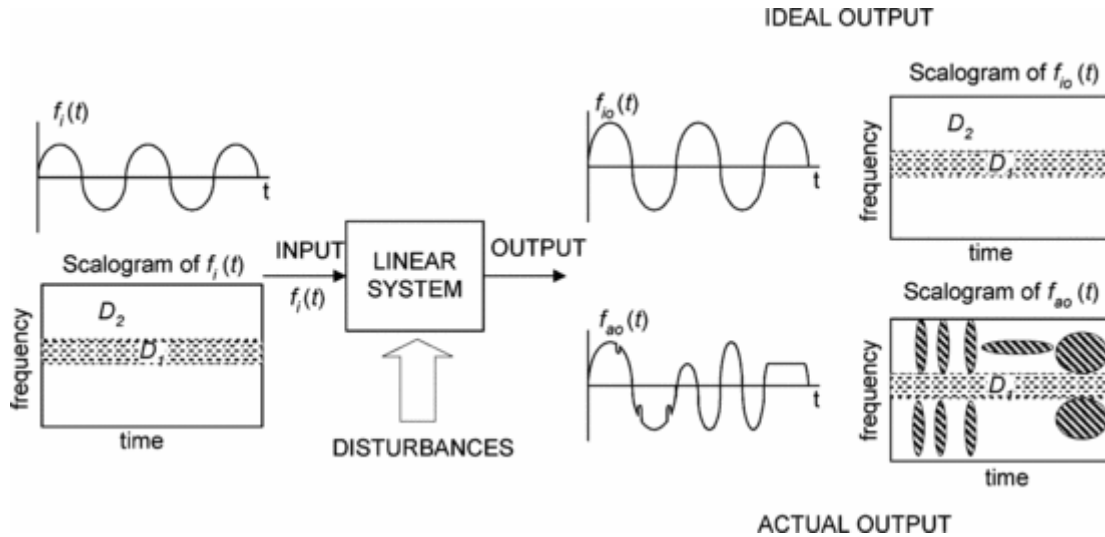 IDEAL OUTPUT
f_i (t)
t
Scalogram of f_i (t)
D_2
D_1
frequency
time
INPUT
f_i (t)
LINEAR
SYSTEM
OUTPUT
DISTURBANCES
f_io (t)
t
Scalogram of f_io (t)
D_2
D_1
frequency
time
f_ao (t)
t
Scalogram of f_ao (t)
D_1
frequency
time
ACTUAL OUTPUT